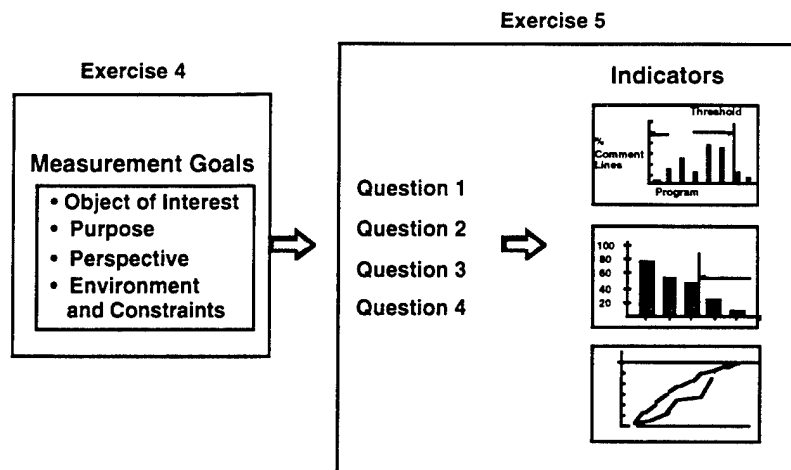 Exercise 5
Exercise 4
Measurement Goals
• Object of Interest
• Purpose
• Perspective
• Environment
and Constraints
Question 1
Question 2
Question 3
Question 4
Indicators
Threshold
%
Comment
Lines
Program
100
80
60
40
20